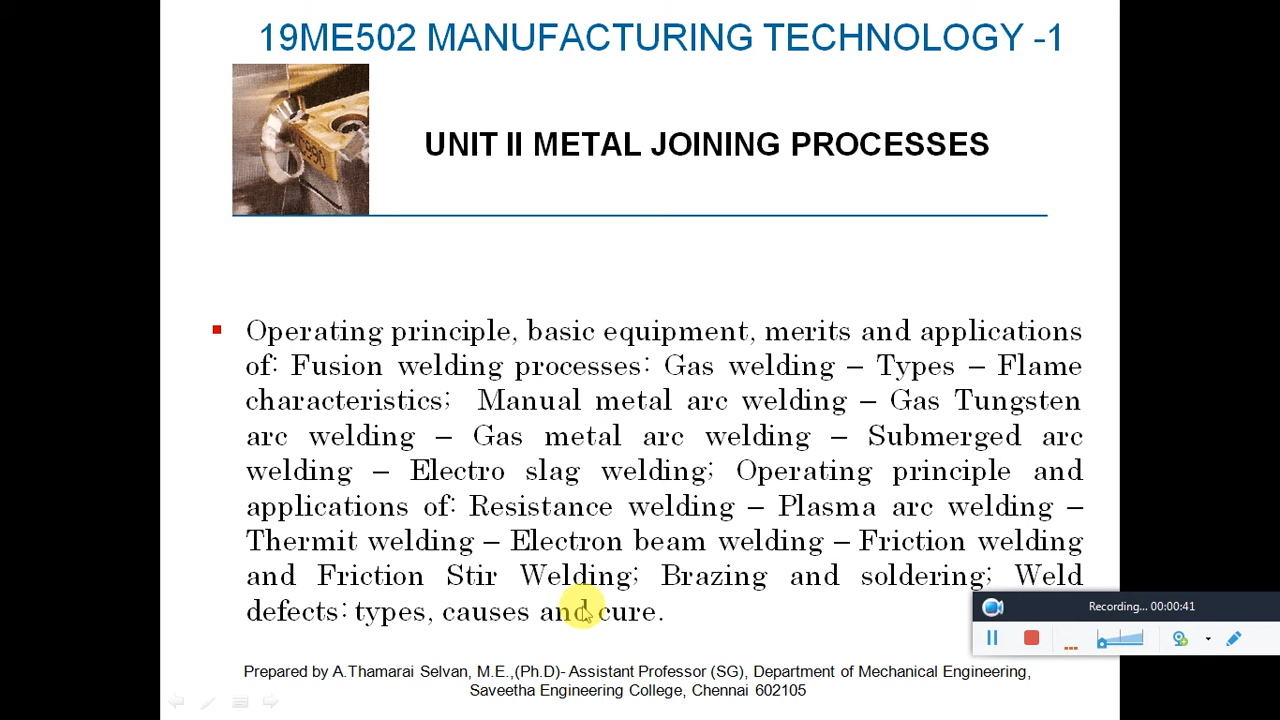 19ME502 MANUFACTURING TECHNOLOGY -1
UNIT II METAL JOINING PROCESSES
Operating principle, basic equipment, merits and applications
of: Fusion welding processes: Gas welding – Types – Flame
characteristics; Manual metal arc welding – Gas Tungsten
arc welding – Gas metal arc welding – Submerged arc
welding – Electro slag welding; Operating principle and
applications of: Resistance welding – Plasma arc welding –
Thermit welding – Electron beam welding – Friction welding
and Friction Stir Welding; Brazing and soldering; Weld
defects: types, causes and cure.
Recording... 00:00:41
Prepared by A.Thamarai Selvan, M.E.,(Ph.D)- Assistant Professor (SG), Department of Mechanical Engineering,
Saveetha Engineering College, Chennai 602105